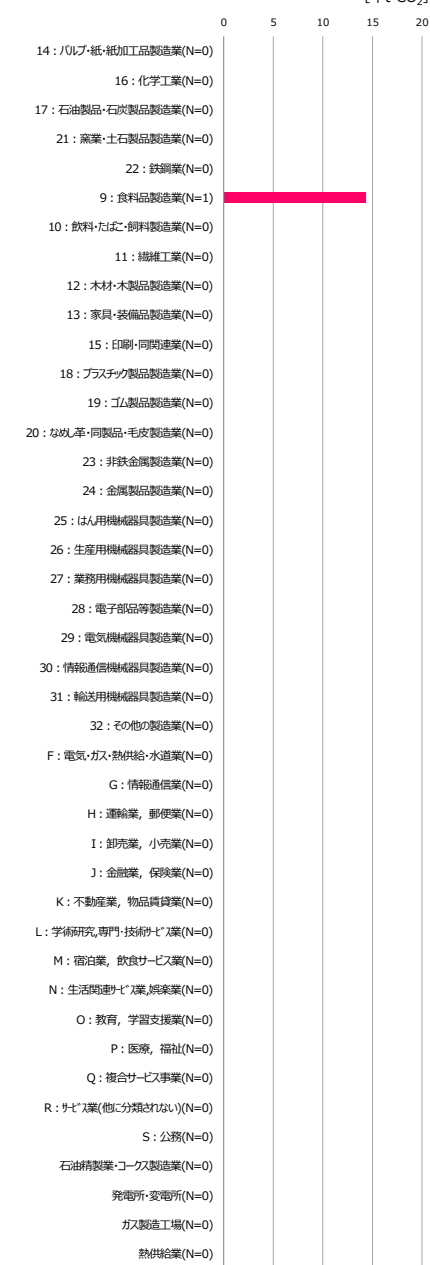 0 5 10 15 20
14：パルプ・紙・紙加工品製造業(N=0)
16：化学工業(N=0)
17：石油製品・石炭製品製造業(N=0)
21：窯業・土石製品製造業(N=0)
22：鉄鋼業(N=0)
9：食料品製造業(N=1)
10：飲料・たばこ・飼料製造業(N=0)
11：繊維工業(N=0)
12：木材・木製品製造業(N=0)
13：家具・装備品製造業(N=0)
15：印刷・同関連業(N=0)
18：プラスチック製品製造業(N=0)
19：ゴム製品製造業(N=0)
20：なめし革・同製品・毛皮製造業(N=0)
23：非鉄金属製造業(N=0)
24：金属製品製造業(N=0)
25：はん用機械器具製造業(N=0)
26：生産用機械器具製造業(N=0)
27：業務用機械器具製造業(N=0)
28：電子部品等製造業(N=0)
29：電気機械器具製造業(N=0)
30：情報通信機械器具製造業(N=0)
31：輸送用機械器具製造業(N=0)
32：その他の製造業(N=0)
F：電気・ガス・熱供給・水道業(N=0)
G：情報通信業(N=0)
H：運輸業，郵便業(N=0)
I：卸売業，小売業(N=0)
J：金融業，保険業(N=0)
K：不動産業，物品賃貸業(N=0)
L：学術研究,専門・技術ｻｰﾋﾞｽ業(N=0)
M：宿泊業，飲食サービス業(N=0)
N：生活関連ｻｰﾋﾞｽ業,娯楽業(N=0)
O：教育，学習支援業(N=0)
P：医療，福祉(N=0)
Q：複合サービス事業(N=0)
R：ｻｰﾋﾞｽ業(他に分類されない)(N=0)
S：公務(N=0)
石油精製業・コークス製造業(N=0)
発電所・変電所(N=0)
ガス製造工場(N=0)
熱供給業(N=0)